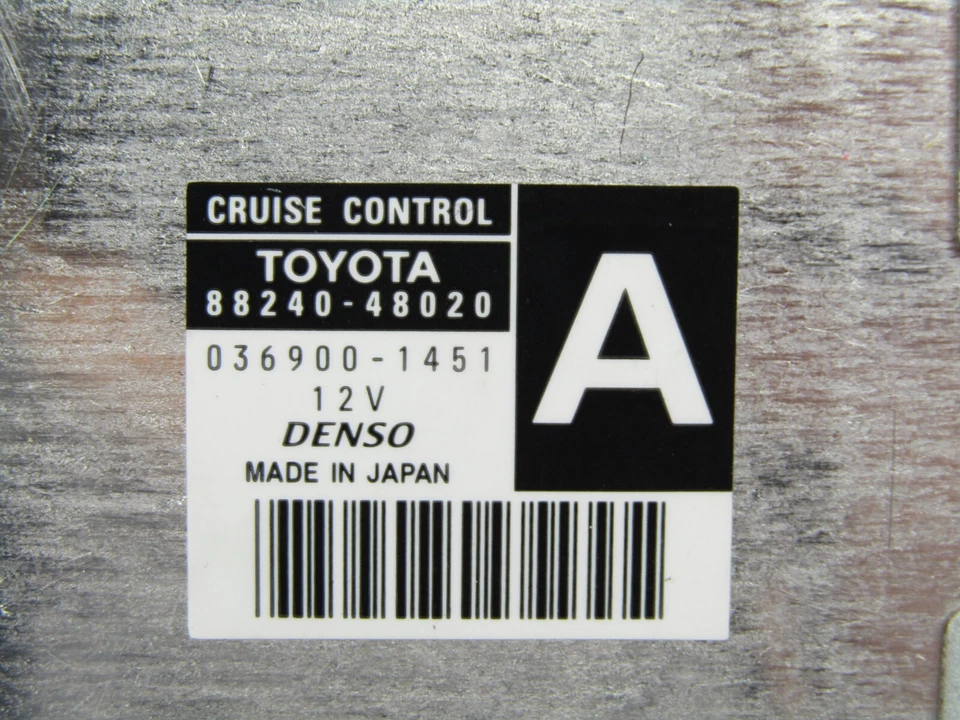 CRUISE CONTROL
TOYOTA
88240-48020
A
036900-1451
12V
DENSO
MADE IN JAPAN